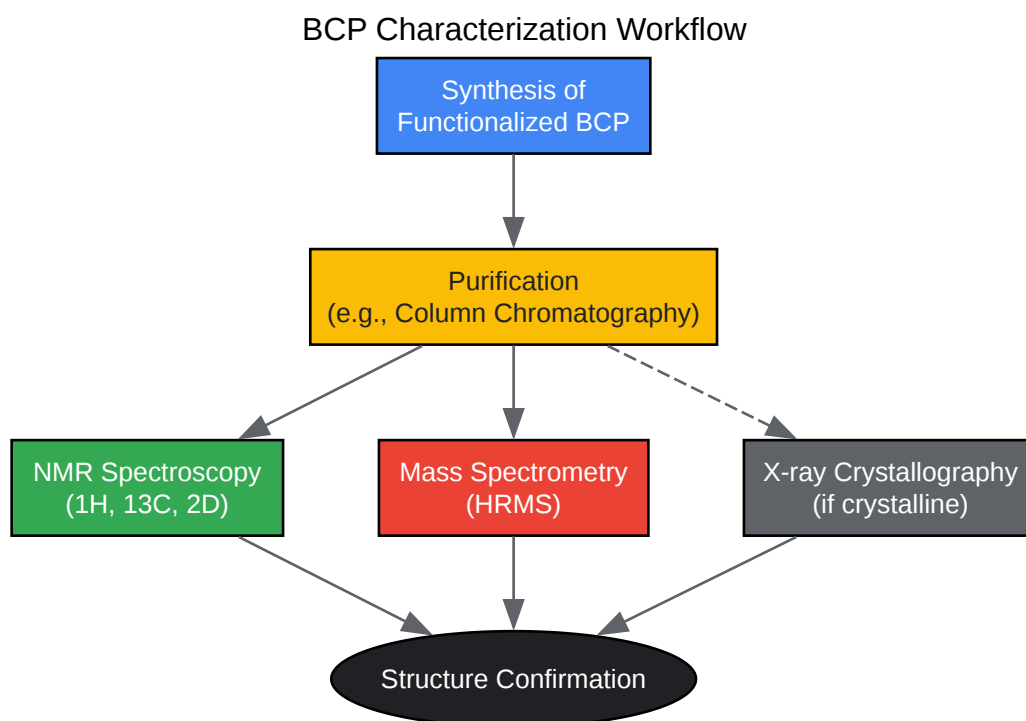 BCP Characterization Workflow
Synthesis of
Functionalized BCP
Purification
(e.g., Column Chromatography)
NMR Spectroscopy
(1H, 13C, 2D)
Mass Spectrometry
(HRMS)
X-ray Crystallography
(if crystalline)
Structure Confirmation